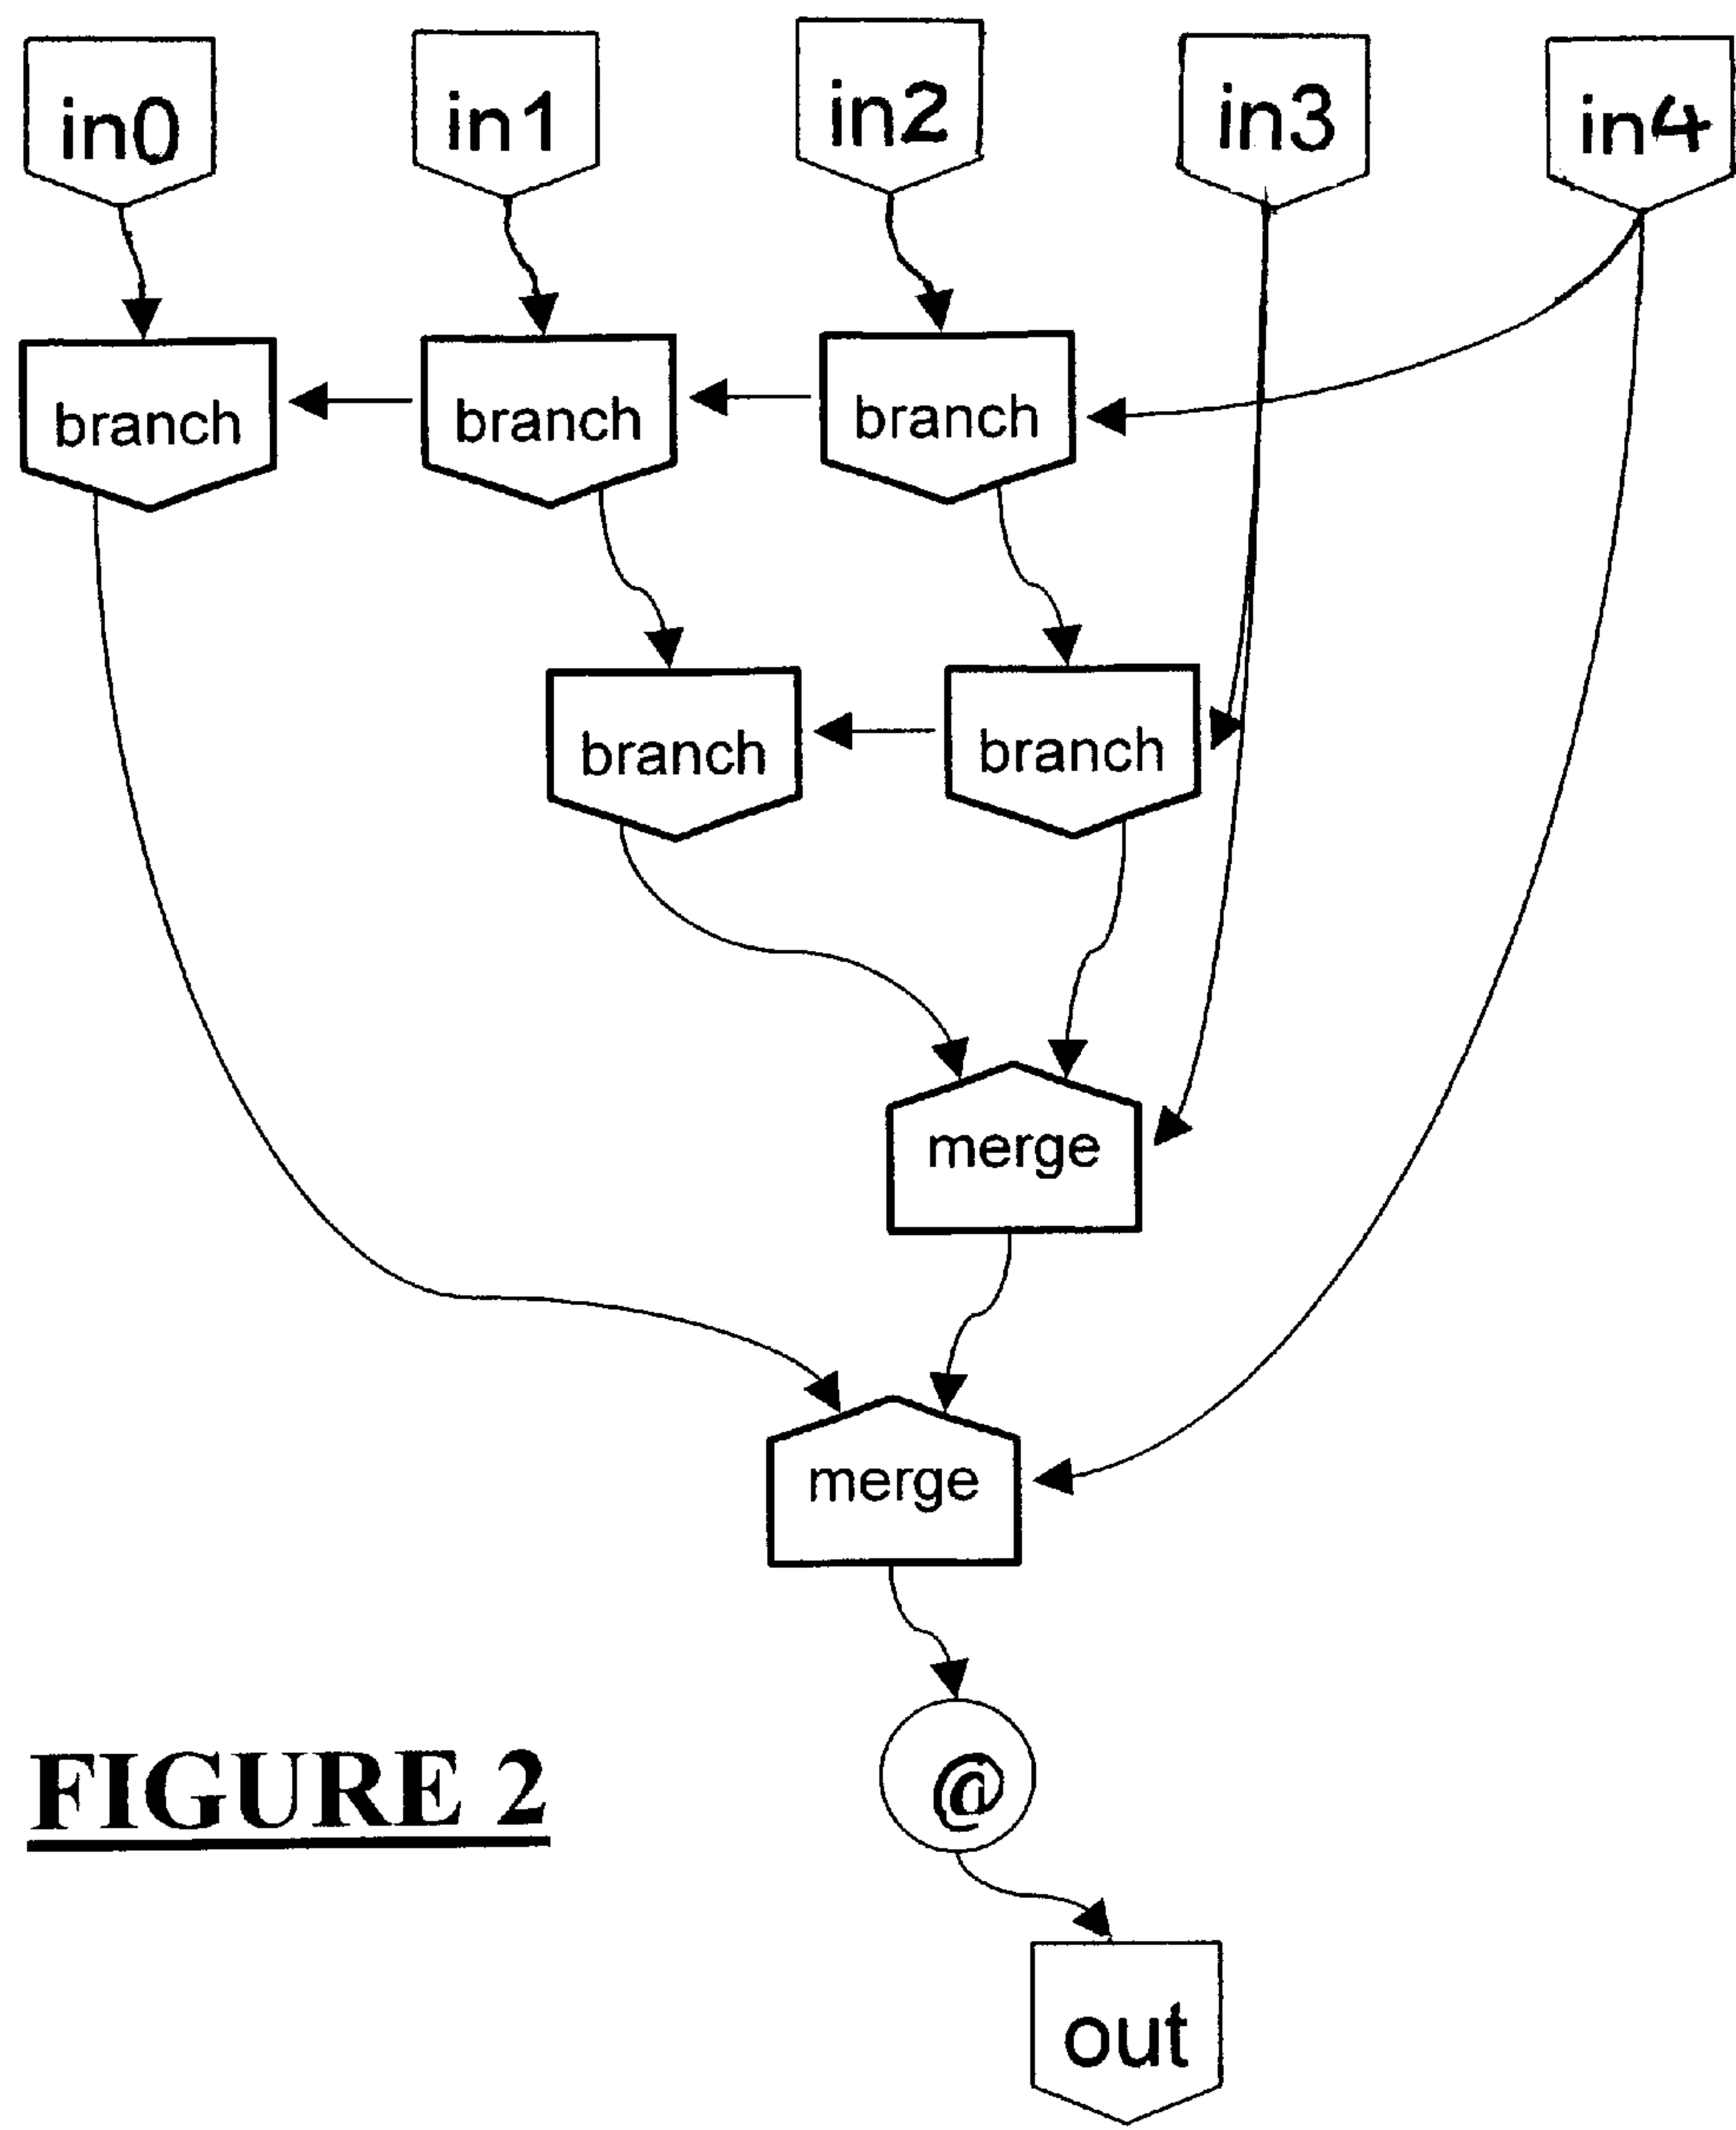 in0 in1 in2 in3 in4
branch branch branch
branch branch
merge
merge
@
FIGURE 2
out